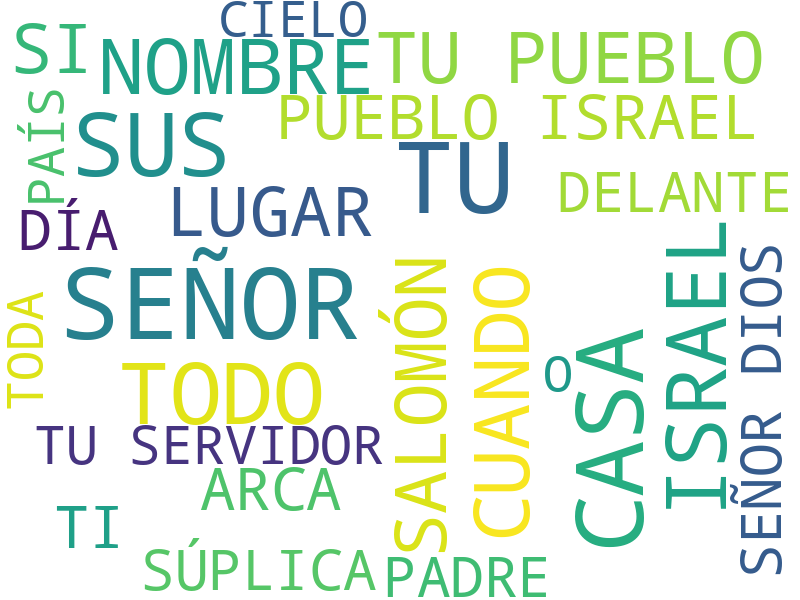 CIELO
SI
NOMBRE
TU PUEBLO
PAÍS
SUS
PUEBLO ISRAEL
TU
DELANTE
LUGAR
DÍA
SEÑOR
SALOMÓN
CUANDO
CASA
ISRAEL
SEÑOR DIOS
TODA
TODO
O
TU SERVIDOR
ARCA
TI
SÚPLICA
PADRE